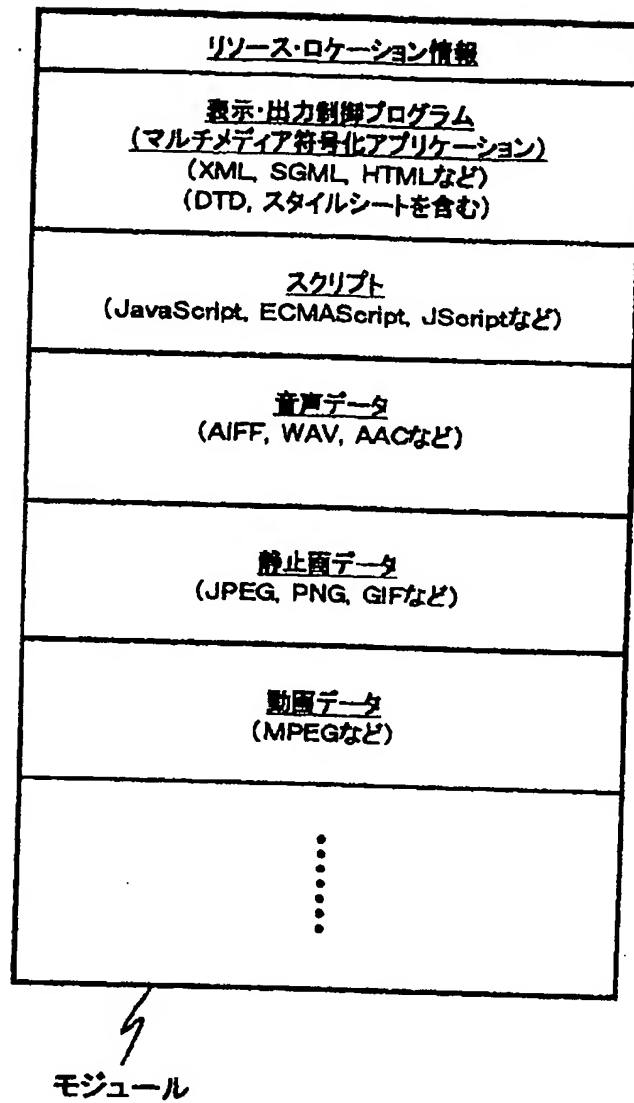 リソース・ロケーション情報
表示・出力制御プログラム
(マルチメディア符号化アプリケーション)
(XML, SGML, HTMLなど)
(DTD, スタイルシートを含む)
スクリプト
(JavaScript, ECMAScript, JScriptなど)
音声データ
(AIFF, WAV, AACなど)
静止画データ
(JPEG, PNG, GIFなど)
動画データ
(MPEGなど)
モジュール